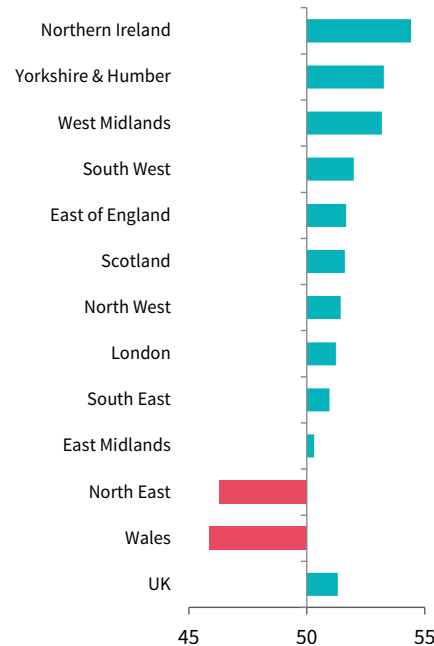 Northern Ireland
Yorkshire & Humber
West Midlands
South West
East of England
Scotland
North West
London
South East
East Midlands
North East
Wales
UK
45 50 55